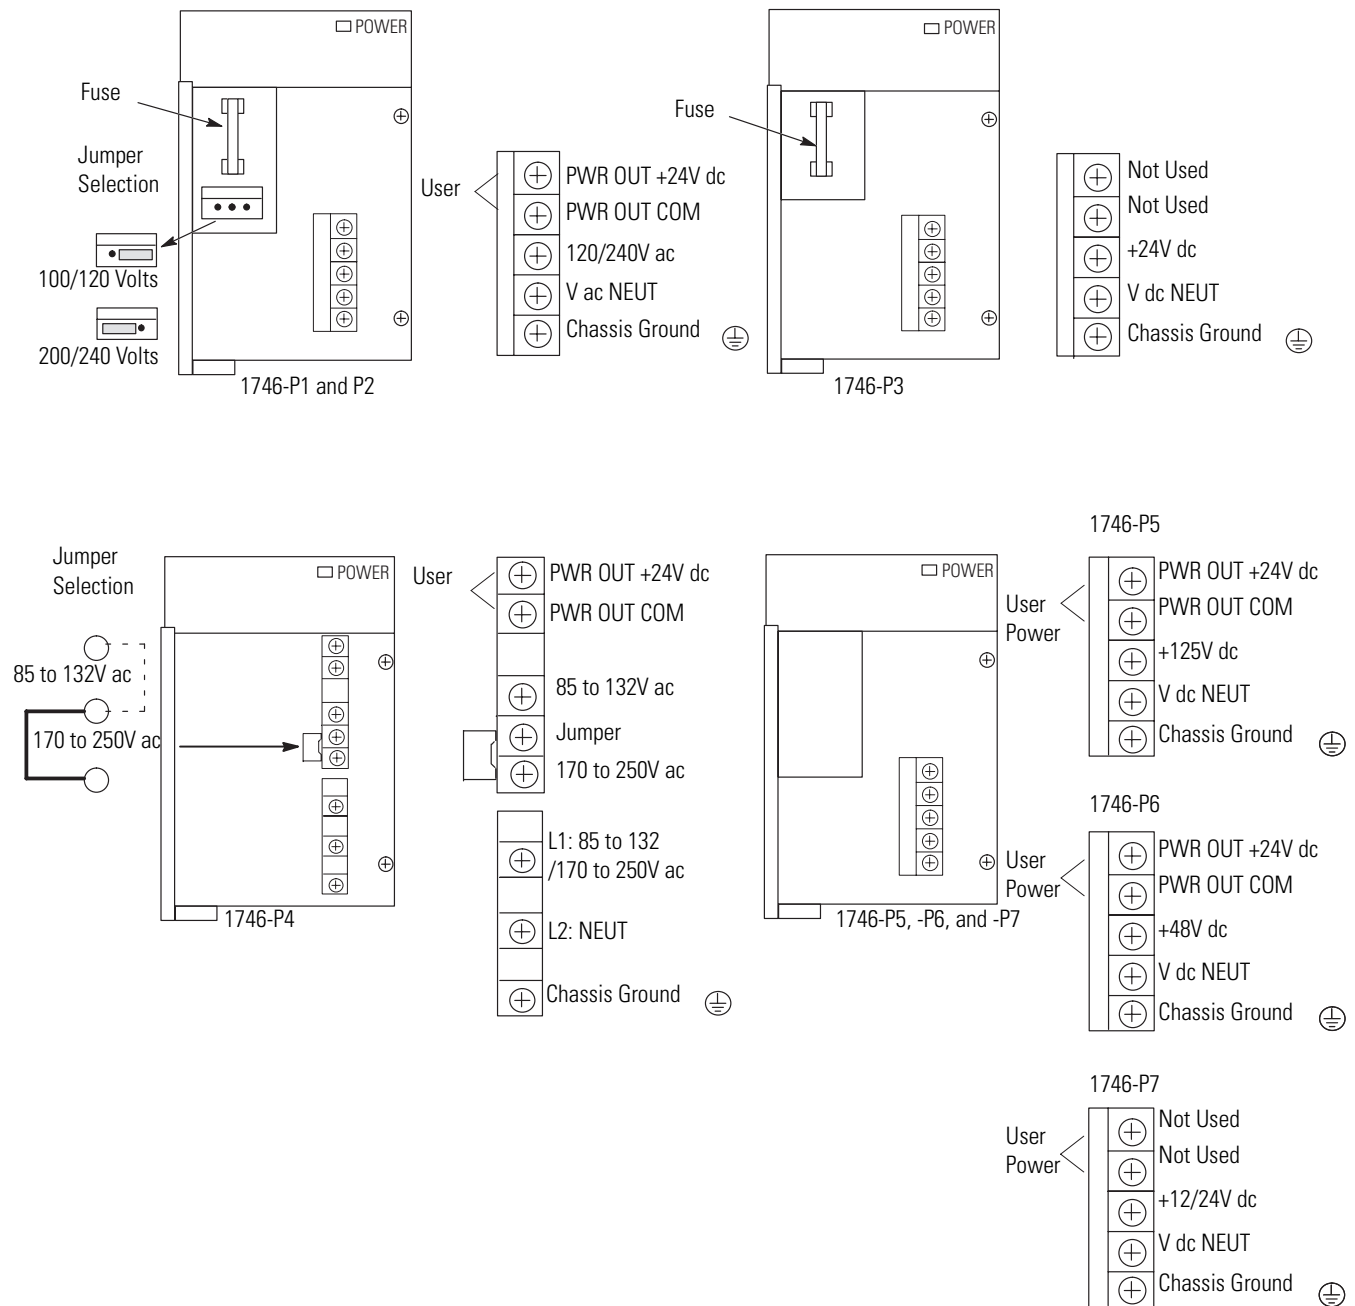 POWER
Fuse
Jumper
Selection
100/120 Volts
200/240 Volts
1746-P1 and P2
User
PWR OUT +24V dc
PWR OUT COM
120/240V ac
V ac NEUT
Chassis Ground
POWER
Fuse
1746-P3
Not Used
Not Used
+24V dc
V dc NEUT
Chassis Ground
Jumper
Selection
85 to 132V ac
170 to 250V ac
POWER
1746-P4
User
PWR OUT +24V dc
PWR OUT COM
85 to 132V ac
Jumper
170 to 250V ac
L1: 85 to 132
/170 to 250V ac
L2: NEUT
Chassis Ground
POWER
1746-P5, -P6, and -P7
1746-P5
User
Power
PWR OUT +24V dc
PWR OUT COM
+125V dc
V dc NEUT
Chassis Ground
1746-P6
User
Power
PWR OUT +24V dc
PWR OUT COM
+48V dc
V dc NEUT
Chassis Ground
1746-P7
User
Power
Not Used
Not Used
+12/24V dc
V dc NEUT
Chassis Ground